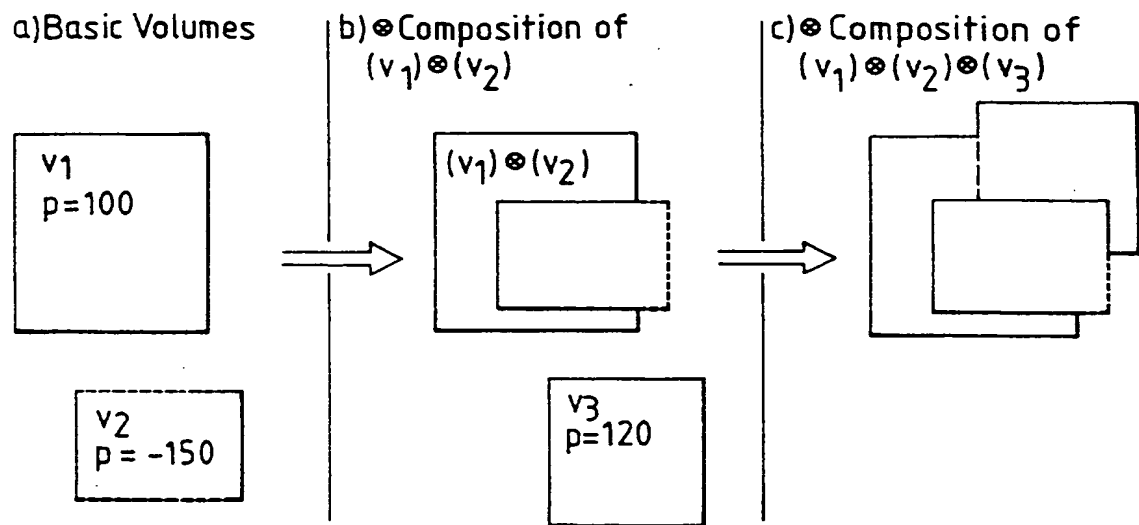 a)Basic Volumes
b)⊗Composition of
(v₁)⊗(v₂)
c)⊗ Composition of
(v₁)⊗(v₂)⊗(v₃)
v₁
p=100
v₂
p = -150
(v₁)⊗(v₂)
v₃
p=120